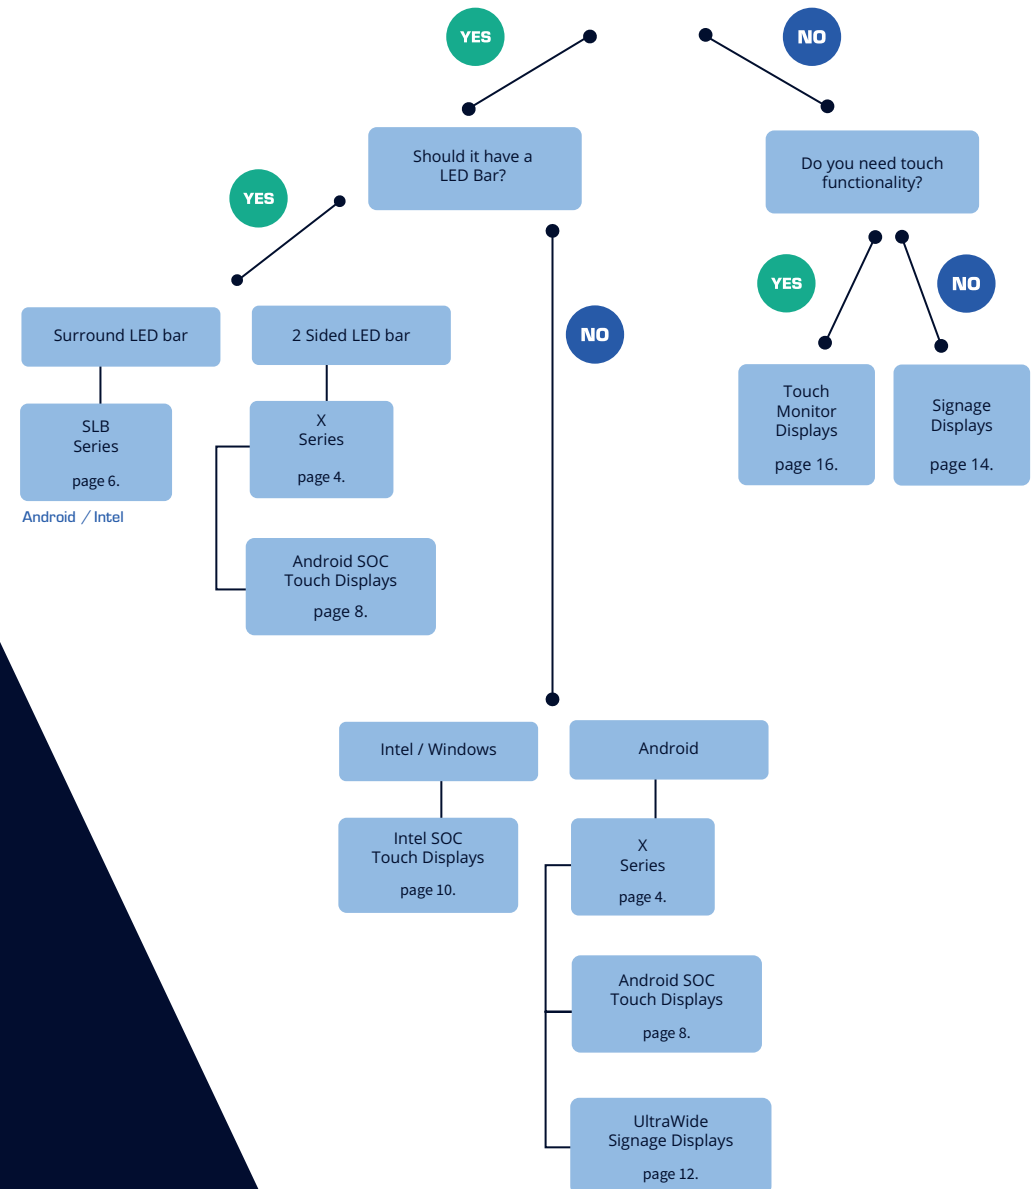 YES
NO
Should it have a
LED Bar?
Do you need touch
functionality?
YES
YES
NO
NO
Surround LED bar
2 Sided LED bar
SLB
Series
page 6.
Android / Intel
X
Series
page 4.
Android SOC
Touch Displays
page 8.
Touch
Monitor
Displays
page 16.
Signage
Displays
page 14.
Intel / Windows
Android
Intel SOC
Touch Displays
page 10.
X
Series
page 4.
Android SOC
Touch Displays
page 8.
UltraWide
Signage Displays
page 12.